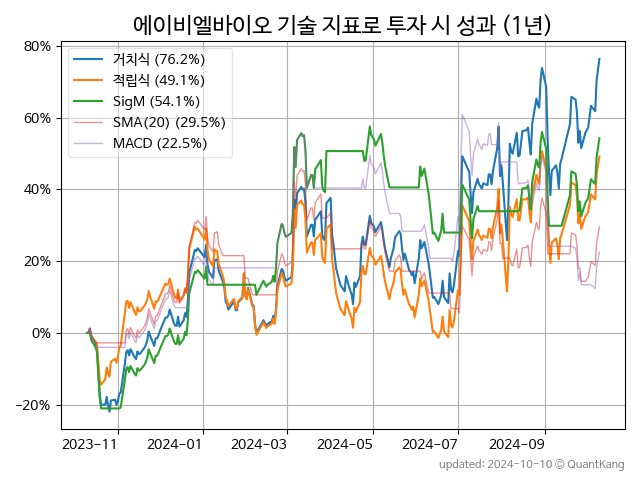 에이비엘바이오 기술 지표로 투자 시 성과 (1년)
80%
60%
40%
20%
0%
−20%
거치식 (76.2%)
적립식 (49.1%)
SigM (54.1%)
SMA(20) (29.5%)
MACD (22.5%)
2023-11
2024-01
2024-03
2024-05
2024-07
2024-09
updated: 2024-10-10 © QuantKang